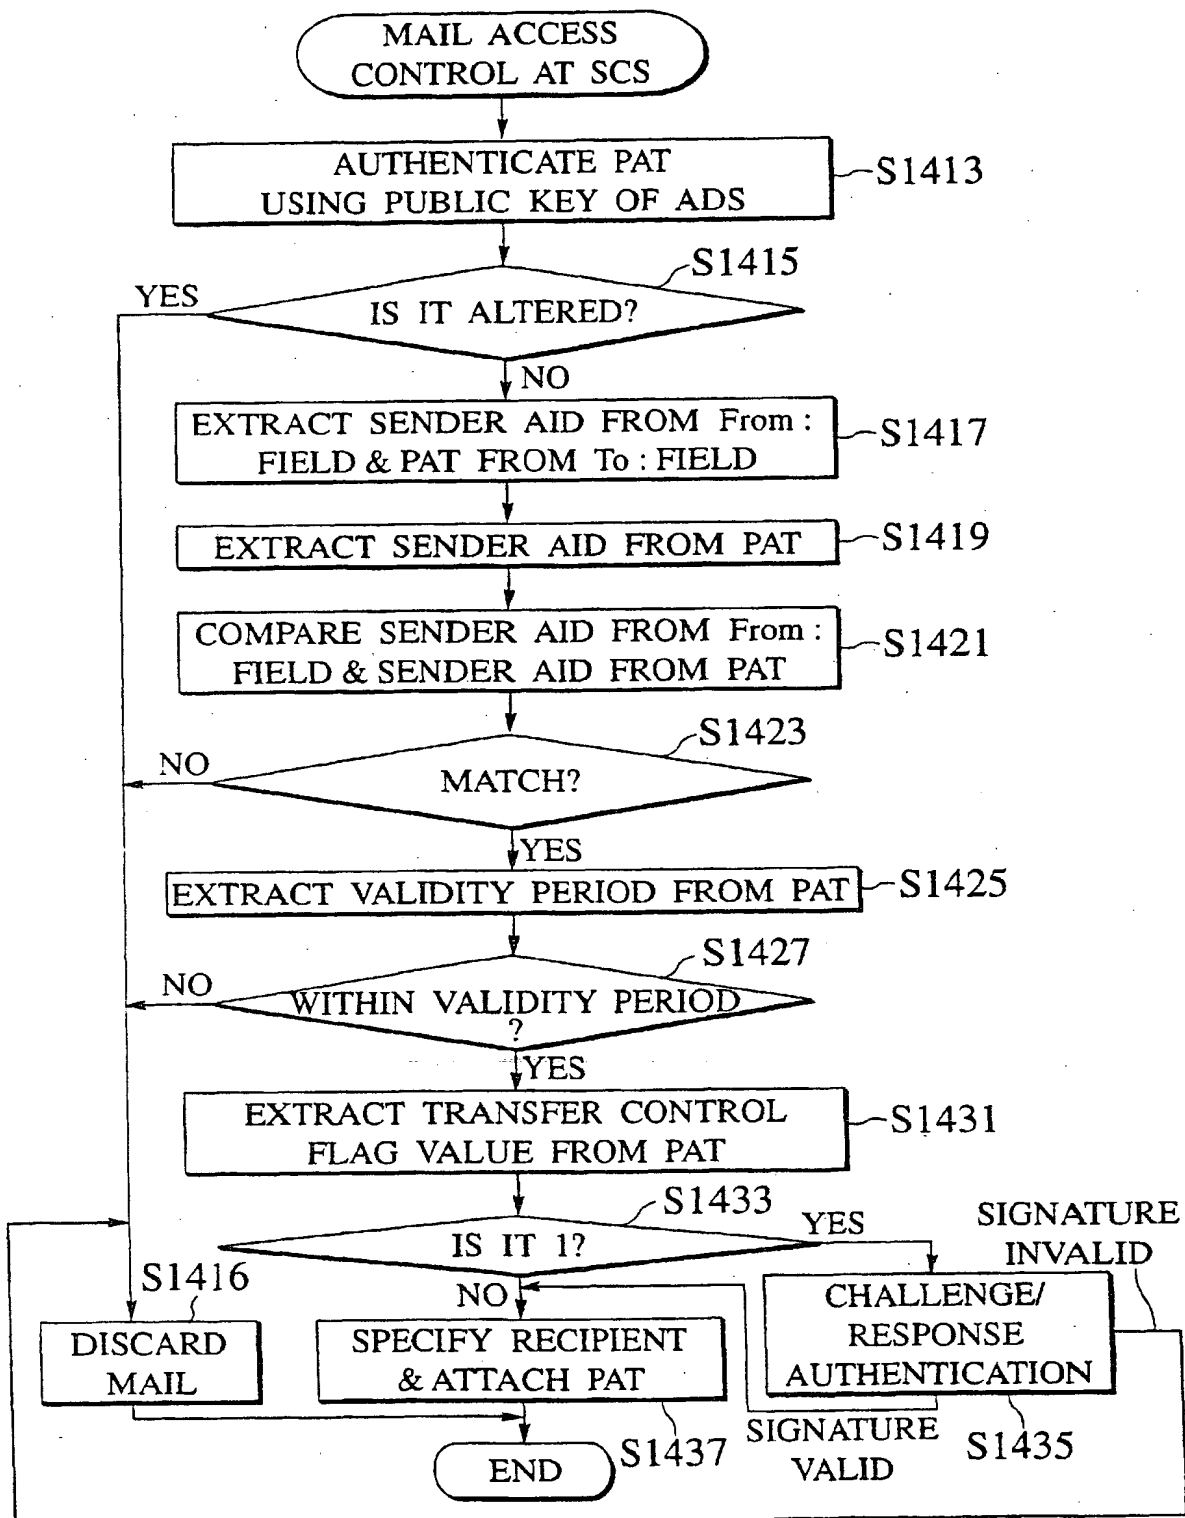 MAIL ACCESS
CONTROL AT SCS
AUTHENTICATE PAT
USING PUBLIC KEY OF ADS
S1413
S1415
YES
IS IT ALTERED?
NO
EXTRACT SENDER AID FROM From :
FIELD & PAT FROM To : FIELD
S1417
EXTRACT SENDER AID FROM PAT
S1419
COMPARE SENDER AID FROM From :
FIELD & SENDER AID FROM PAT
S1421
S1423
NO
MATCH?
YES
EXTRACT VALIDITY PERIOD FROM PAT
S1425
S1427
NO
WITHIN VALIDITY PERIOD
?
YES
EXTRACT TRANSFER CONTROL
FLAG VALUE FROM PAT
S1431
S1433
YES
IS IT 1?
SIGNATURE
INVALID
S1416
NO
DISCARD
MAIL
SPECIFY RECIPIENT
& ATTACH PAT
CHALLENGE/
RESPONSE
AUTHENTICATION
S1437
SIGNATURE
VALID
S1435
END